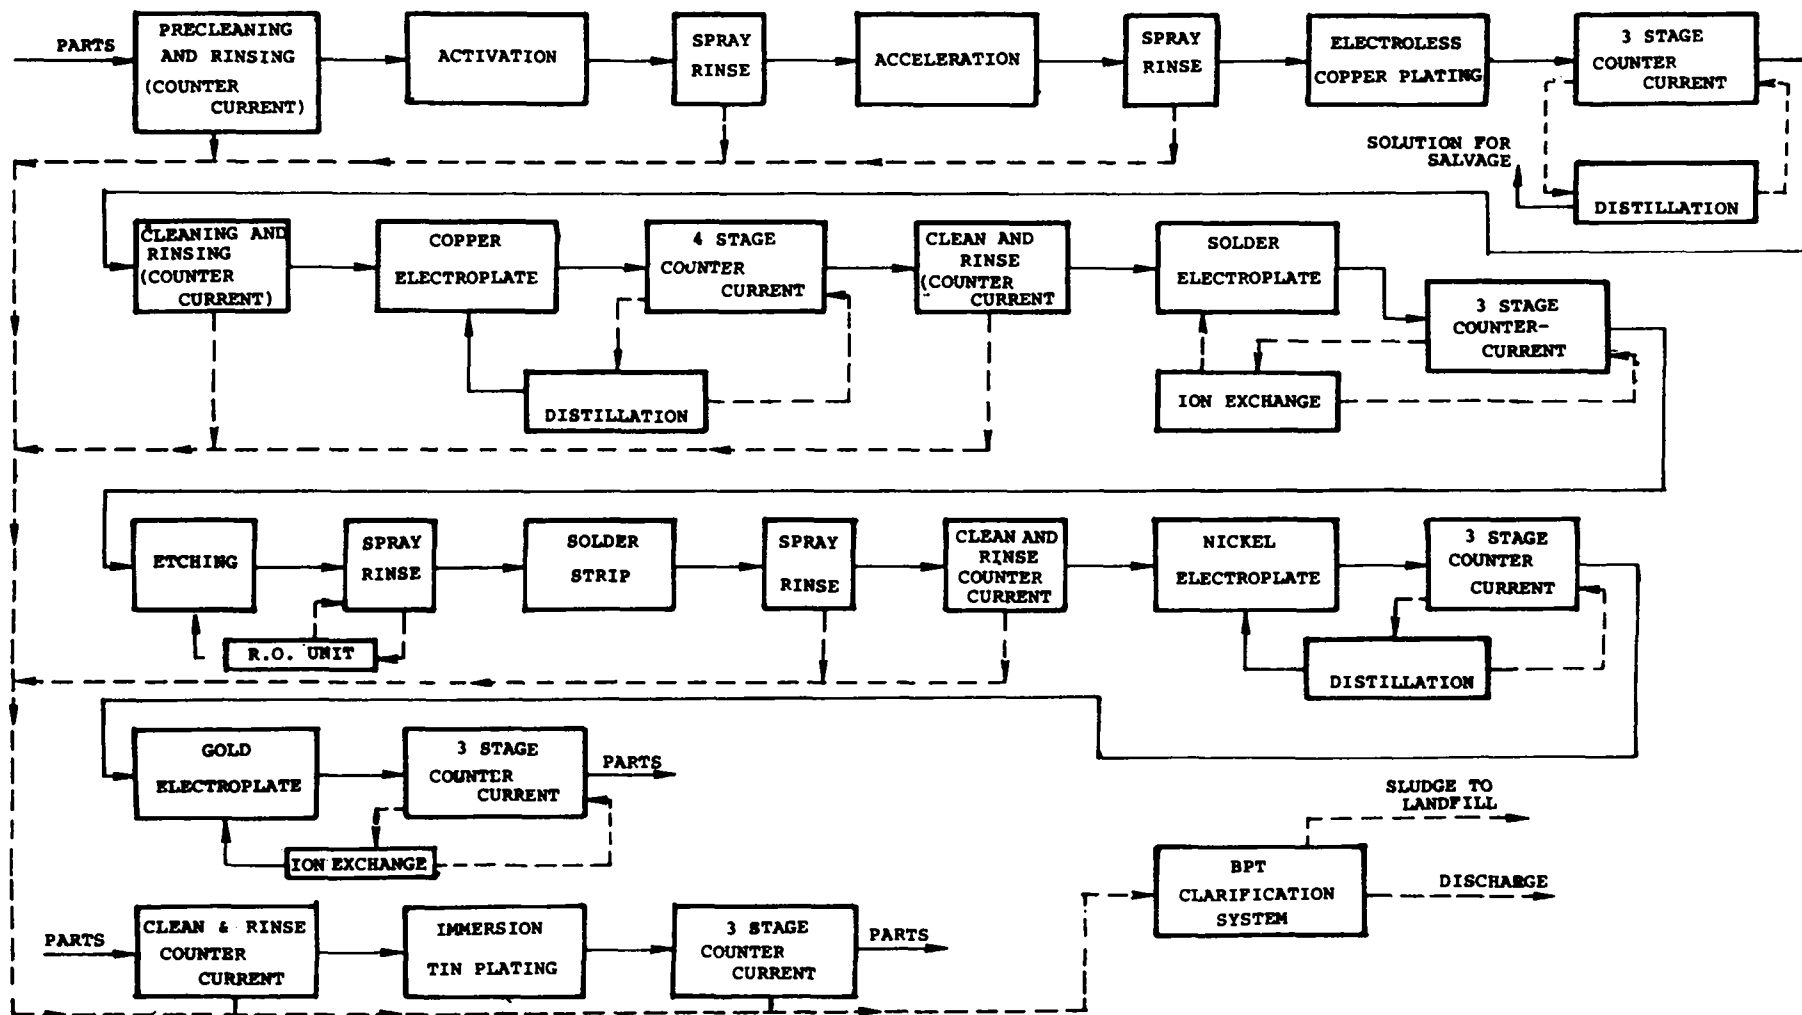 PARTS
PRECLEANING
AND RINSING
(COUNTER
CURRENT)
ACTIVATION
SPRAY
RINSE
ACCELERATION
SPRAY
RINSE
ELECTROLESS
COPPER PLATING
3 STAGE
COUNTER
CURRENT
SOLUTION FOR
SALVAGE
DISTILLATION
CLEANING AND
RINSING
(COUNTER
CURRENT)
COPPER
ELECTROPLATE
4 STAGE
COUNTER
CURRENT
CLEAN AND
RINSE
(COUNTER
CURRENT
SOLDER
ELECTROPLATE
3 STAGE
COUNTER-
CURRENT
DISTILLATION
ION EXCHANGE
ETCHING
SPRAY
RINSE
SOLDER
STRIP
SPRAY
RINSE
CLEAN AND
RINSE
COUNTER
CURRENT
NICKEL
ELECTROPLATE
3 STAGE
COUNTER
CURRENT
R.O. UNIT
DISTILLATION
GOLD
ELECTROPLATE
3 STAGE
COUNTER
CURRENT
PARTS
ION EXCHANGE
SLUDGE TO
LANDFILL
BPT
CLARIFICATION
SYSTEM
DISCHARGE
PARTS
CLEAN & RINSE
COUNTER
CURRENT
IMMERSION
TIN PLATING
3 STAGE
COUNTER
CURRENT
PARTS